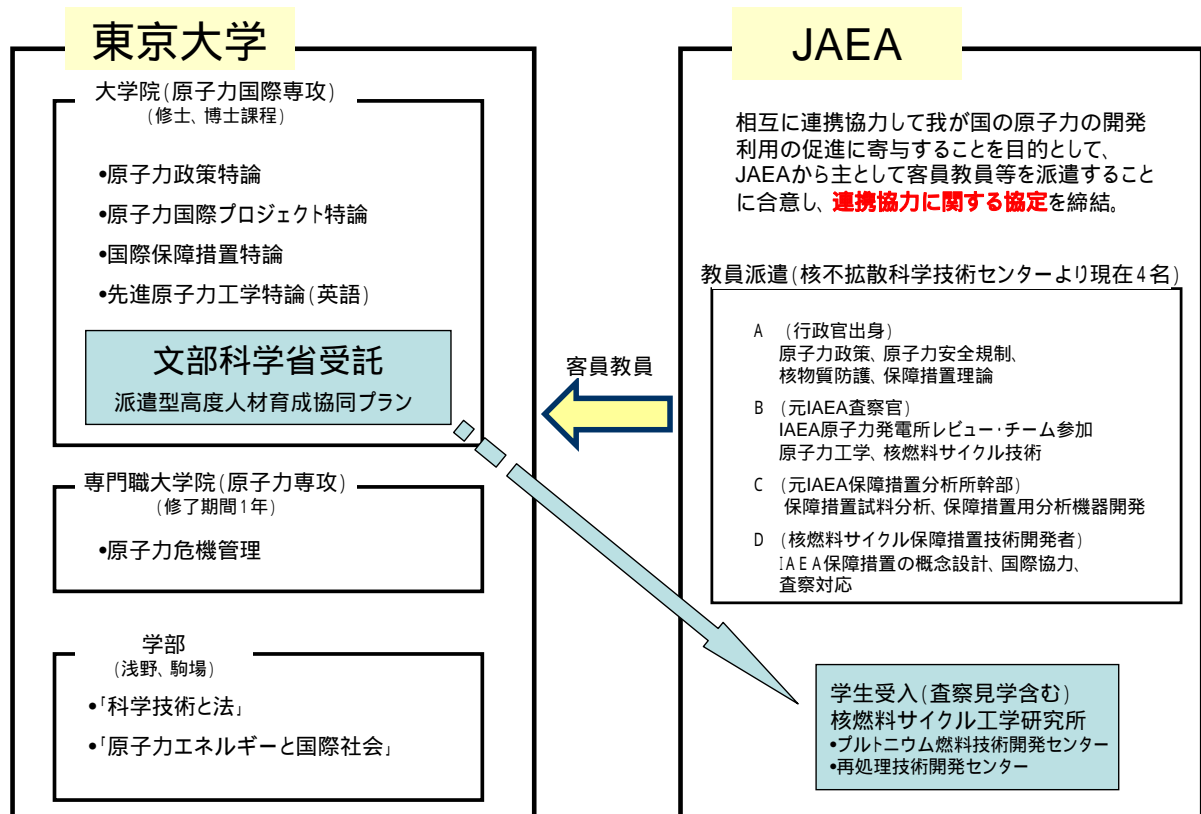 東京大学
大学院(原子力国際専攻)
(修士、博士課程)
•原子力政策特論
•原子力国際プロジェクト特論
•国際保障措置特論
•先進原子力工学特論(英語)
文部科学省受託
派遣型高度人材育成協同プラン
専門職大学院(原子力専攻)
(修了期間1年)
•原子力危機管理
学部
(浅野、駒場)
•「科学技術と法」
•「原子力エネルギーと国際社会」
客員教員
JAEA
相互に連携協力して我が国の原子力の開発
利用の促進に寄与することを目的として、
JAEAから主として客員教員等を派遣すること
に合意し、連携協力に関する協定を締結。
教員派遣(核不拡散科学技術センターより現在4名)
A (行政官出身)
原子力政策、原子力安全規制、
核物質防護、保障措置理論
B (元IAEA査察官)
IAEA原子力発電所レビュー・チーム参加
原子力工学、核燃料サイクル技術
C (元IAEA保障措置分析所幹部)
保障措置試料分析、保障措置用分析機器開発
D (核燃料サイクル保障措置技術開発者)
IAEA保障措置の概念設計、国際協力、
査察対応
学生受入(査察見学含む)
核燃料サイクル工学研究所
•プルトニウム燃料技術開発センター
•再処理技術開発センター